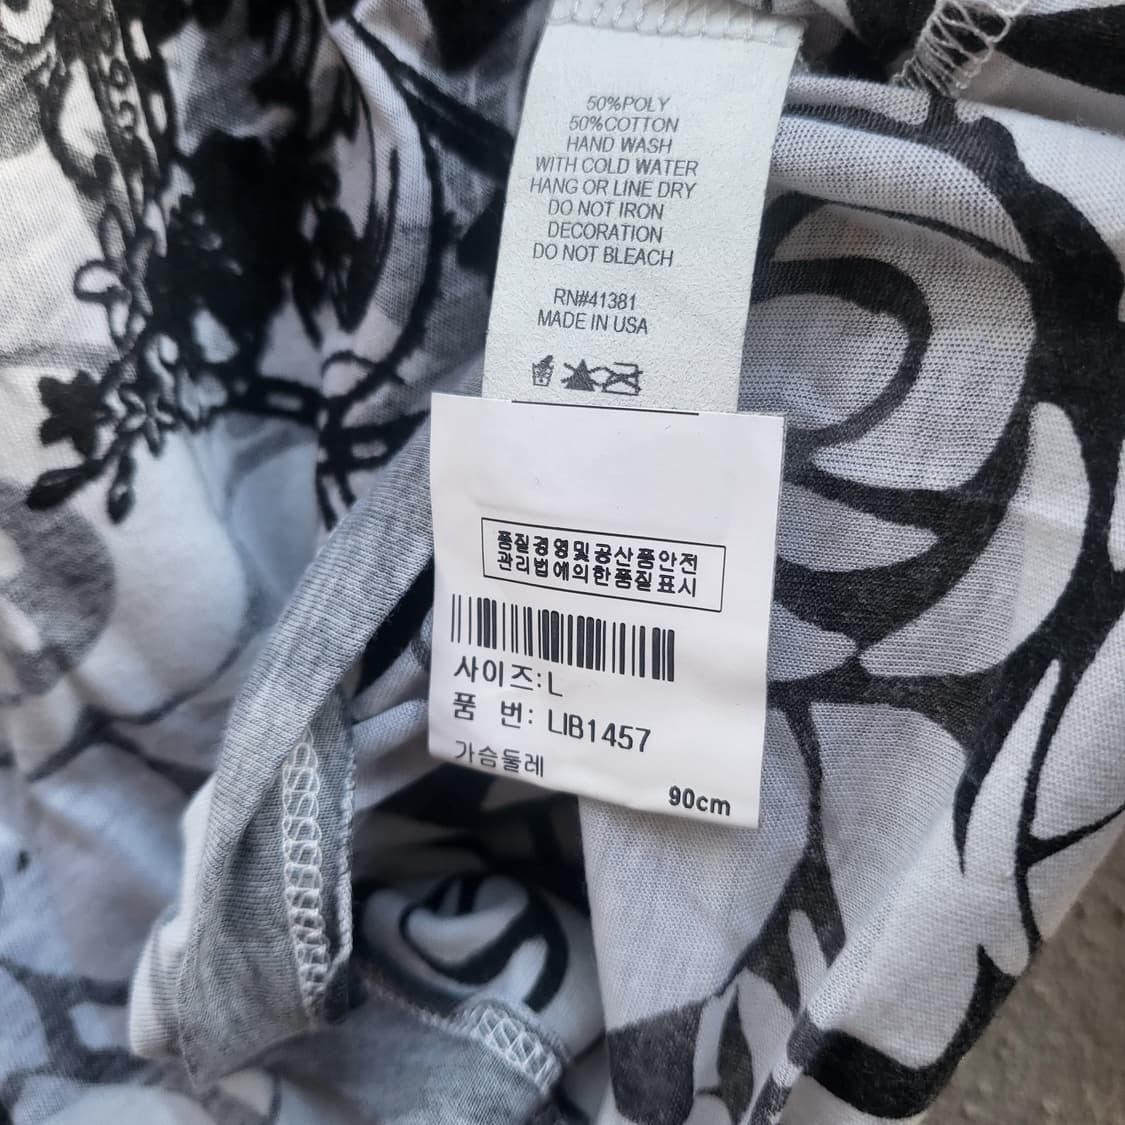 50%POLY
50%COTTON
HAND WASH
WITH COLD WATER
HANG OR LINE DRY
DO NOT IRON
DECORATION
DO NOT BLEACH
RN#41381
MADE IN USA
품질경영및공산품안전
관리법에의한품질표시
사이즈:L
품 번: LIB1457
가슴둘레
90cm